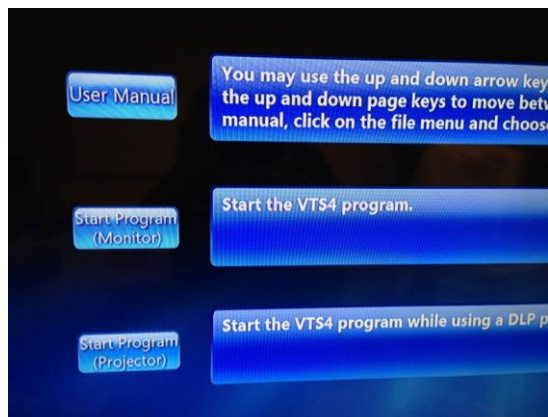 User Manual
You may use the up and down arrow key
the up and down page keys to move betw
manual, click on the file menu and choose
Start Program
(Monitor)
Start the VTS4 program.
Start Program
(Projector)
Start the VTS4 program while using a DLP p